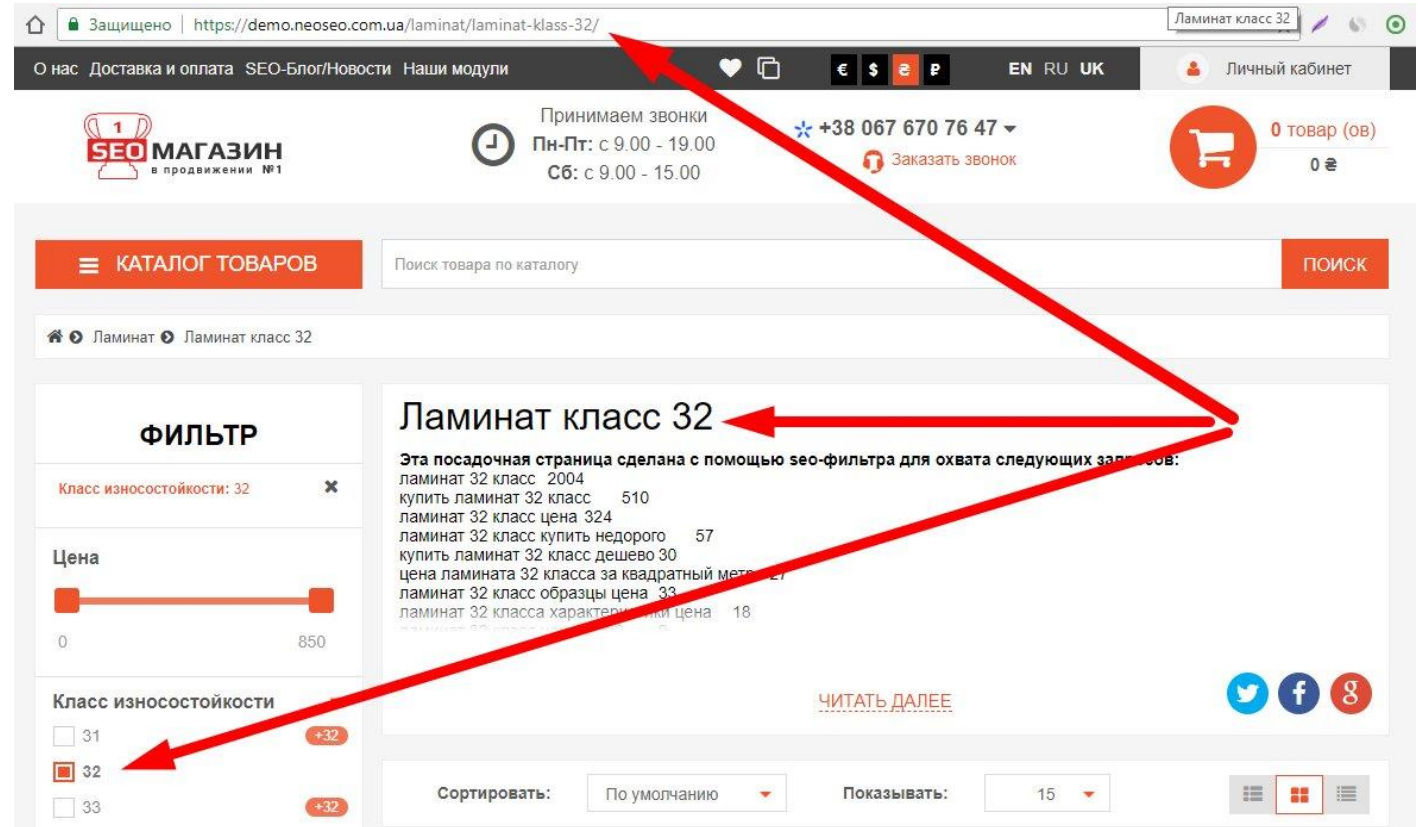 Защищено | https://demo.neoseo.com.ua/laminat/laminat-klass-32/
Ламинат класс 32
О нас Доставка и оплата SEO-Блог/Новости Наши модули € $ ₴ ₽ EN RU UK Личный кабинет
1
SEO МАГАЗИН
в продвижении №1
Принимаем звонки
Пн-Пт: с 9.00 - 19.00
Сб: с 9.00 - 15.00
+38 067 670 76 47
Заказать звонок
0 товар (ов)
0 ₴
КАТАЛОГ ТОВАРОВ
Поиск товара по каталогу
ПОИСК
Ламинат Ламинат класс 32
ФИЛЬТР
Класс износостойкости: 32
Цена
0 850
Класс износостойкости
31 +32
32
33 +32
Ламинат класс 32
Эта посадочная страница сделана с помощью seo-фильтра для охвата следующих запросов:
ламинат 32 класс 2004
купить ламинат 32 класс 510
ламинат 32 класс цена 324
ламинат 32 класс купить недорого 57
купить ламинат 32 класс дешево 30
цена ламината 32 класса за квадратный метр 27
ламинат 32 класс образцы цена 33
ламинат 32 класса характеристики цена 18
ЧИТАТЬ ДАЛЕЕ
Сортировать: По умолчанию Показывать: 15